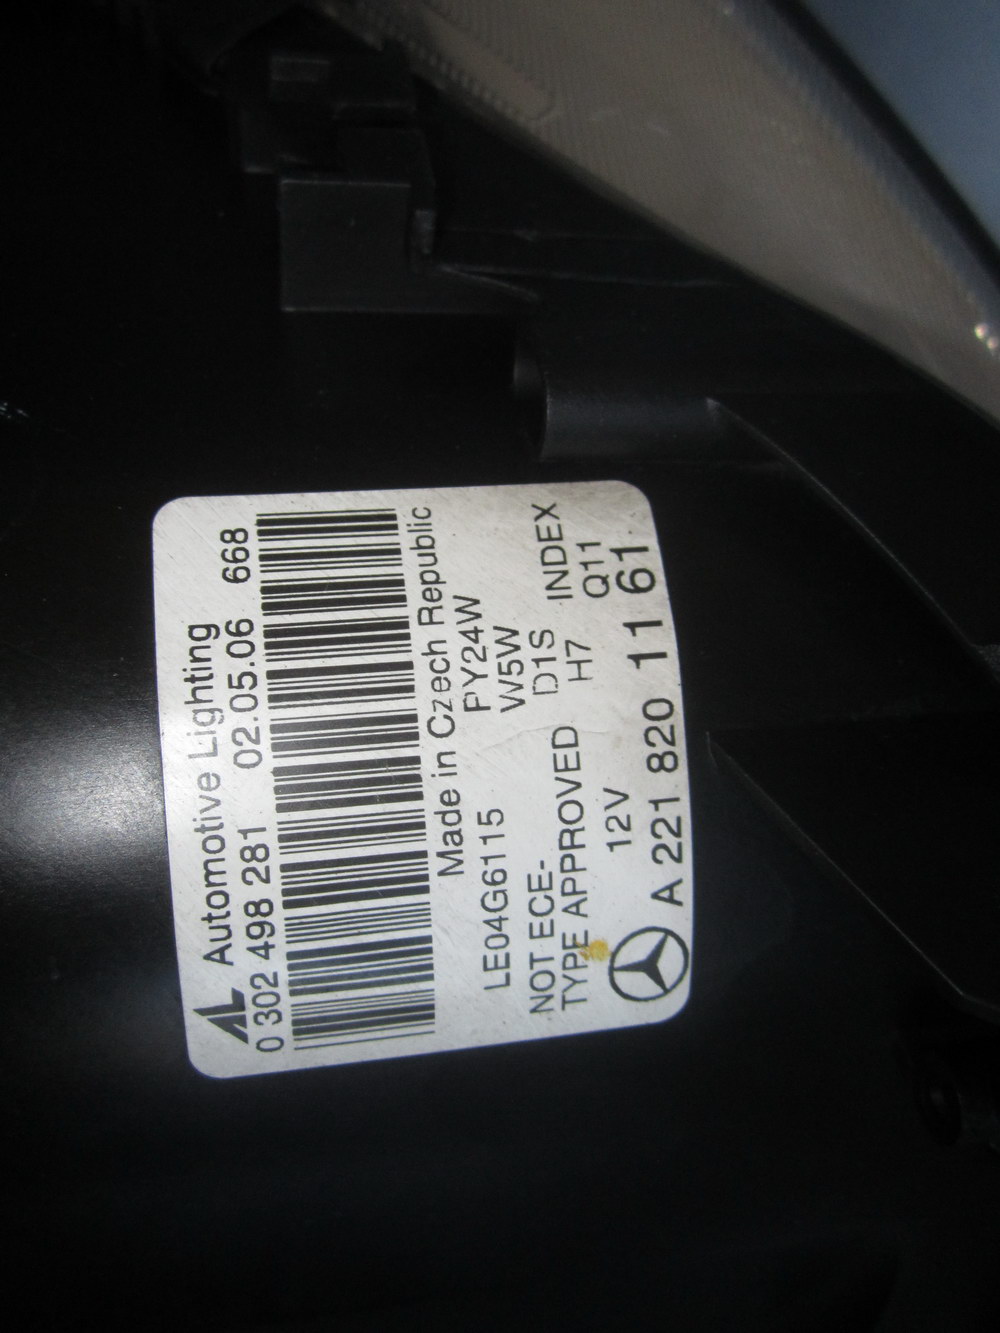 AL Automotive Lighting
0 302 498 281 02.05.06 668
Made in Czech Republic
LE04G6115 PY24W
W5W
NOT ECE- D1S INDEX
TYPE APPROVED H7 Q11
12V
A 221 820 11 61